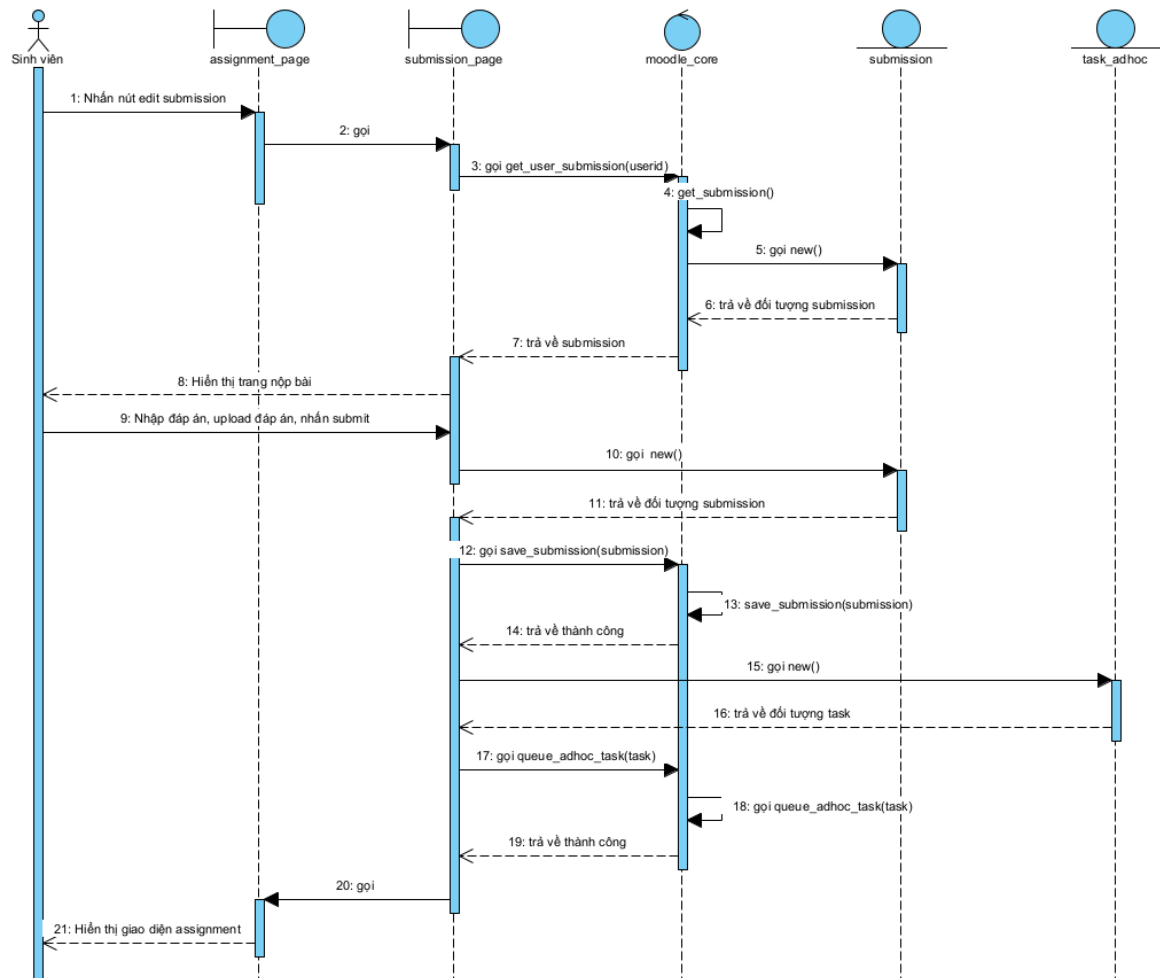 Sinh viên
assignment_page
submission_page
moodle_core
submission
task_adhoc
1: Nhấn nút edit submission
2: gọi
3: gọi get_user_submission(userid)
4: get_submission()
5: gọi new()
6: trả về đối tượng submission
7: trả về submission
8: Hiển thị trang nộp bài
9: Nhập đáp án, upload đáp án, nhấn submit
10: gọi new()
11: trả về đối tượng submission
12: gọi save_submission(submission)
13: save_submission(submission)
14: trả về thành công
15: gọi new()
16: trả về đối tượng task
17: gọi queue_adhoc_task(task)
18: gọi queue_adhoc_task(task)
19: trả về thành công
20: gọi
21: Hiển thị giao diện assignment